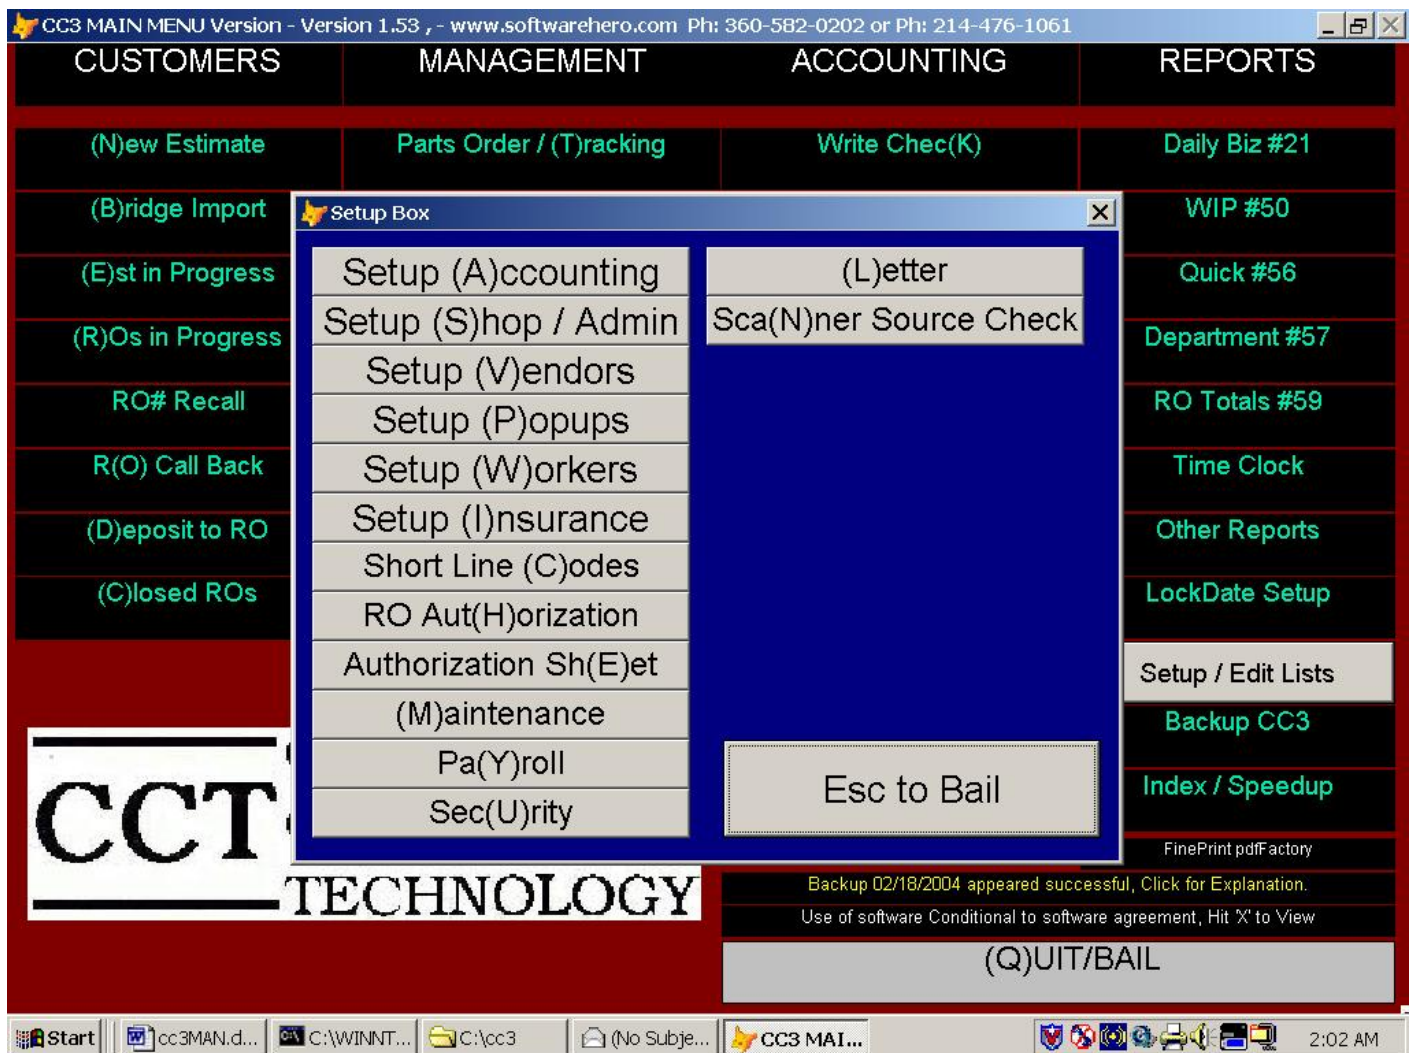 CC3 MAIN MENU Version - Version 1.53 , - www.softwarehero.com Ph: 360-582-0202 or Ph: 214-476-1061
CUSTOMERS
MANAGEMENT
ACCOUNTING
REPORTS
(N)ew Estimate
Parts Order / (T)racking
Write Chec(K)
Daily Biz #21
(B)ridge Import
WIP #50
(E)st in Progress
Quick #56
(R)Os in Progress
Department #57
RO# Recall
RO Totals #59
R(O) Call Back
Time Clock
(D)eposit to RO
Other Reports
(C)losed ROs
LockDate Setup
Setup Box
Setup (A)ccounting
(L)etter
Setup (S)hop / Admin
Sca(N)ner Source Check
Setup (V)endors
Setup (P)opups
Setup (W)orkers
Setup (I)nsurance
Short Line (C)odes
RO Aut(H)orization
Authorization Sh(E)et
(M)aintenance
Pa(Y)roll
Sec(U)rity
Esc to Bail
Setup / Edit Lists
Backup CC3
Index / Speedup
FinePrint pdfFactory
CCT
TECHNOLOGY
Backup 02/18/2004 appeared successful, Click for Explanation.
Use of software Conditional to software agreement, Hit 'X' to View
(Q)UIT/BAIL
Start
cc3MAN.d...
C:\WINNT...
C:\cc3
(No Subje...
CC3 MAI...
2:02 AM